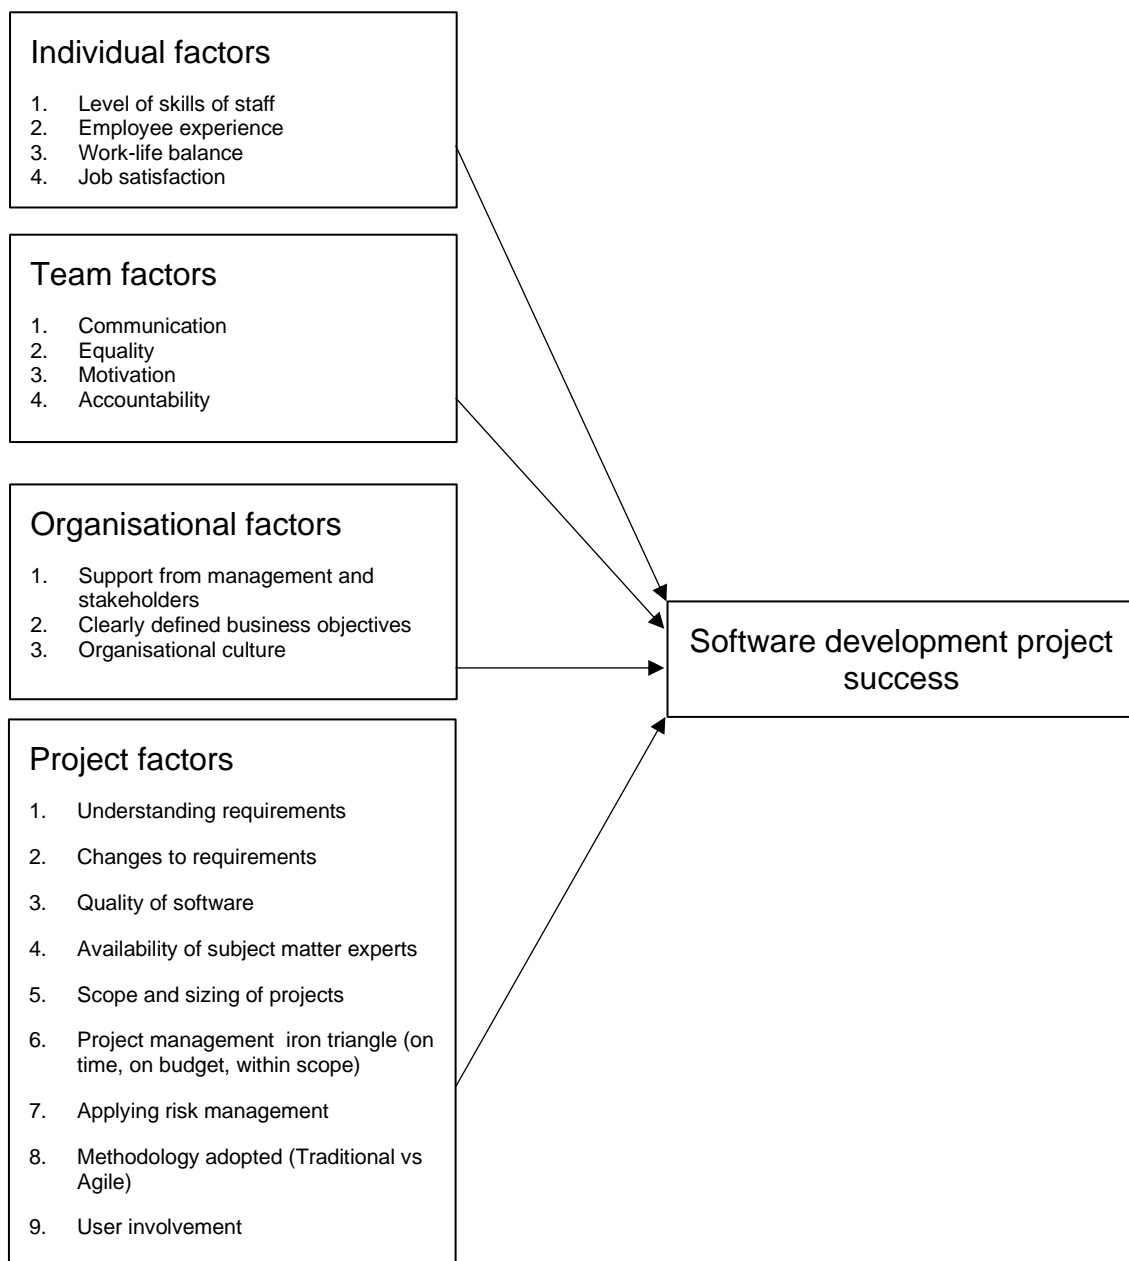 Individual factors
1. Level of skills of staff
2. Employee experience
3. Work-life balance
4. Job satisfaction
Team factors
1. Communication
2. Equality
3. Motivation
4. Accountability
Organisational factors
1. Support from management and
stakeholders
2. Clearly defined business objectives
3. Organisational culture
Project factors
1. Understanding requirements
2. Changes to requirements
3. Quality of software
4. Availability of subject matter experts
5. Scope and sizing of projects
6. Project management iron triangle (on
time, on budget, within scope)
7. Applying risk management
8. Methodology adopted (Traditional vs
Agile)
9. User involvement
Software development project
success